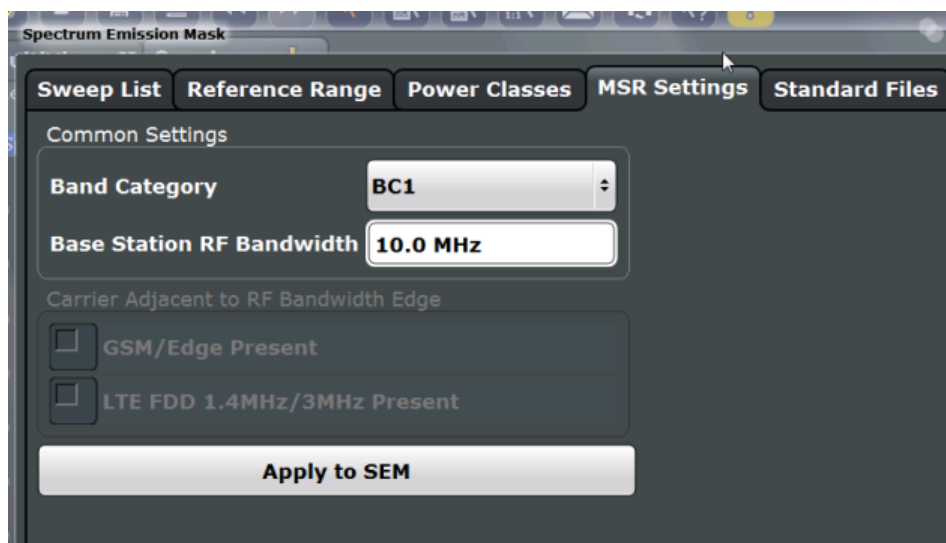 Spectrum Emission Mask
Sweep List Reference Range Power Classes MSR Settings Standard Files
Common Settings
Band Category BC1
Base Station RF Bandwidth 10.0 MHz
Carrier Adjacent to RF Bandwidth Edge
GSM/Edge Present
LTE FDD 1.4MHz/3MHz Present
Apply to SEM